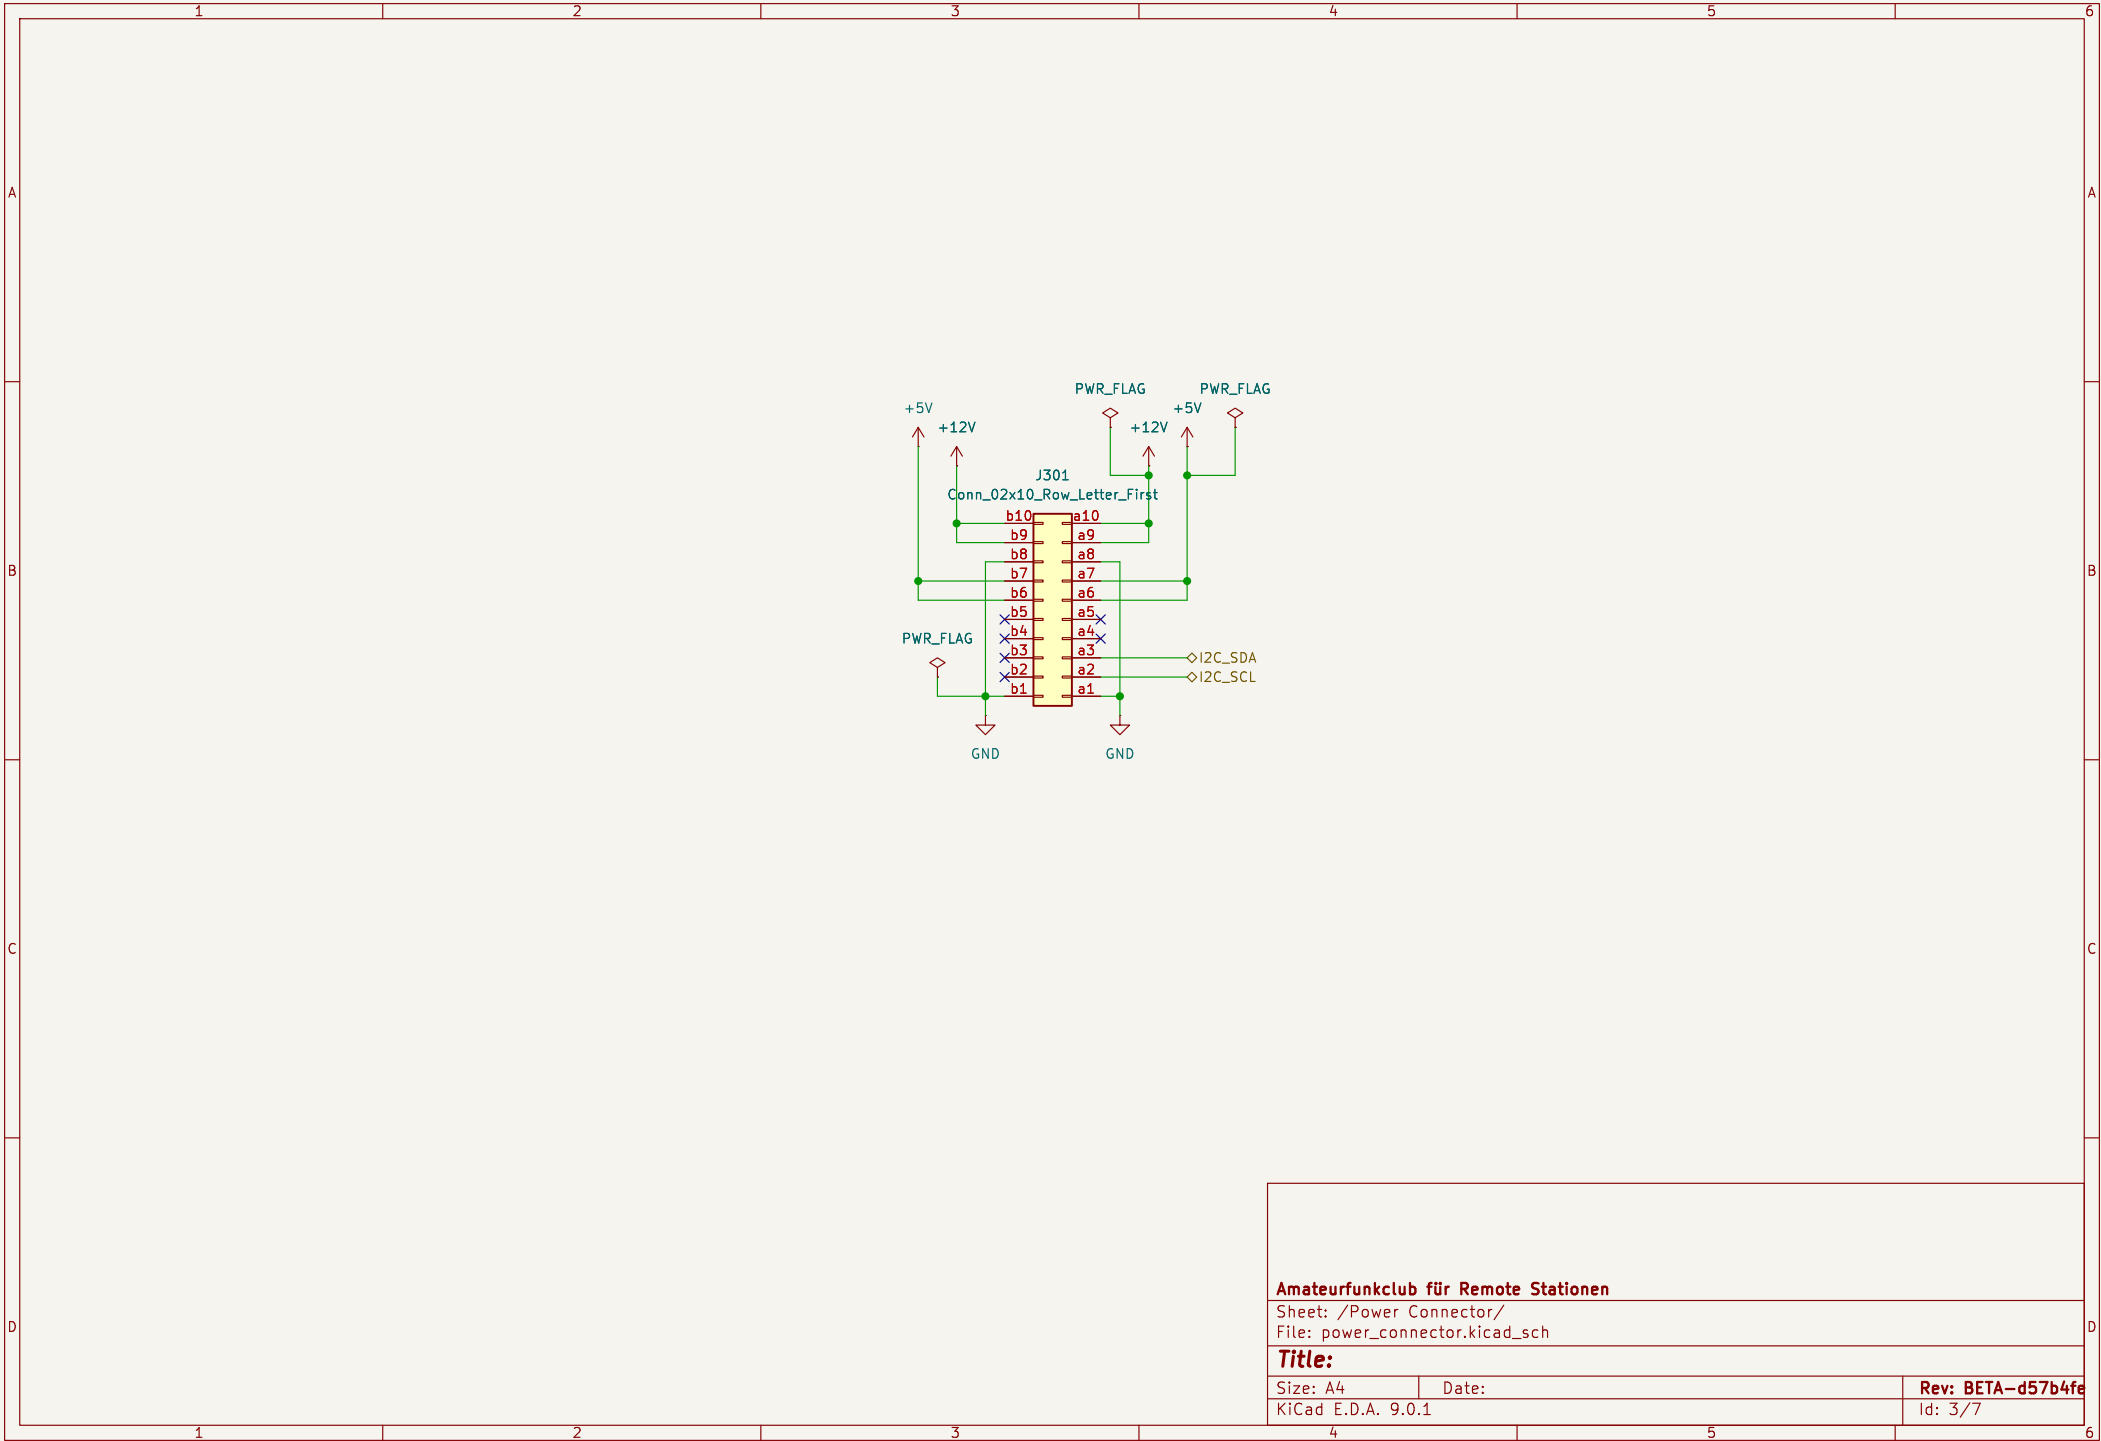 1 2 3 4 5 6
A A
PWR_FLAG PWR_FLAG
+5V +5V
+12V +12V
J301
Conn_02x10_Row_Letter_First
b10 a10
b9 a9
b8 a8
B b7 a7 B
b6 a6
b5 a5
PWR_FLAG b4 a4
b3 a3 I2C_SDA
b2 a2 I2C_SCL
b1 a1
GND GND
C C
Amateurfunkclub für Remote Stationen
Sheet: /Power Connector/
D File: power_connector.kicad_sch D
Title:
Size: A4 Date: Rev: BETA-d57b4fe
KiCad E.D.A. 9.0.1 Id: 3/7
1 2 3 4 5 6